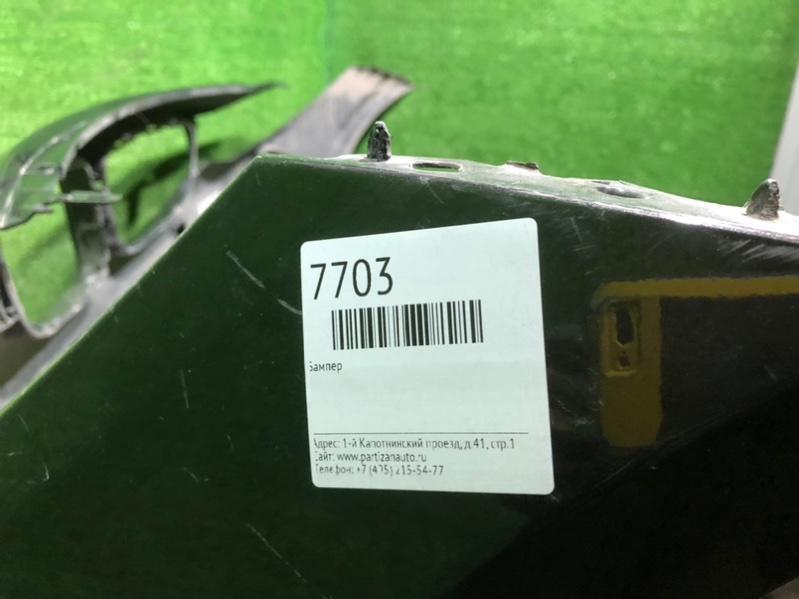 7703
Бампер
Адрес: 1-й Капотнинский проезд, д.41, стр.1
Сайт: www.partizanauto.ru
Телефон: +7 (495) 215-54-77